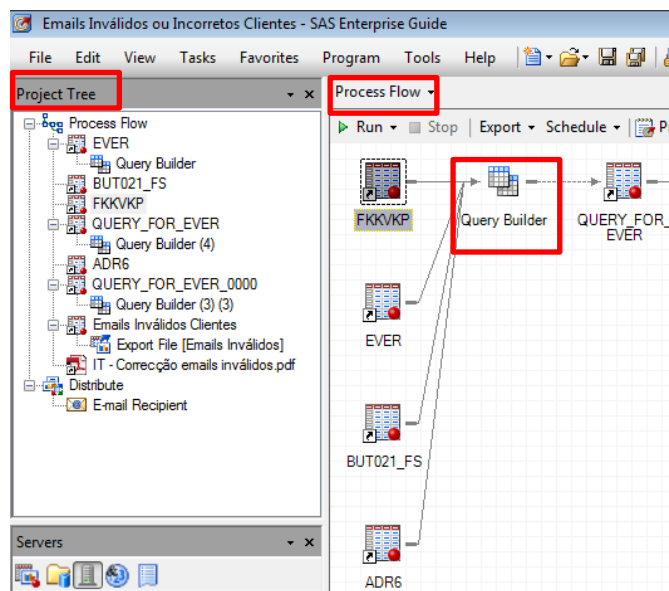 Emails Inválidos ou Incorretos Clientes - SAS Enterprise Guide
File Edit View Tasks Favorites Program Tools Help
Project Tree
Process Flow
EVER
Query Builder
BUT021_FS
FKKVKP
QUERY_FOR_EVER
Query Builder (4)
ADR6
QUERY_FOR_EVER_0000
Query Builder (3) (3)
Emails Inválidos Clientes
Export File [Emails Inválidos]
IT - Correcção emails inválidos.pdf
Distribute
E-mail Recipient
Servers
Process Flow
Run Stop Export Schedule
FKKVKP
Query Builder
QUERY_FOR_
EVER
EVER
BUT021_FS
ADR6